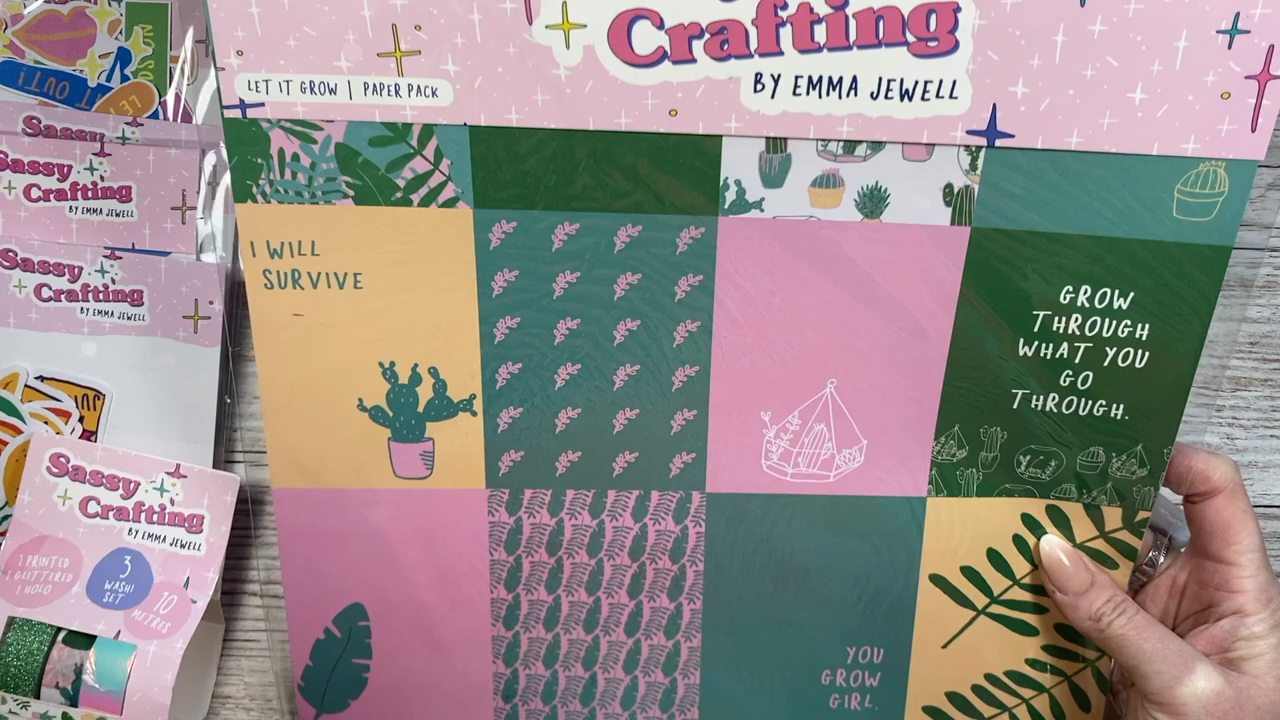 Crafting
BY EMMA JEWELL
LET IT GROW | PAPER PACK
I WILL
SURVIVE
GROW
THROUGH
WHAT YOU
GO
THROUGH.
YOU
GROW
GIRL.
Sassy
Crafting
BY EMMA JEWELL
Sassy
Crafting
BY EMMA JEWELL
Sassy
Crafting
BY EMMA JEWELL
1 PRINTED
1 GLITTERED
1 HOLO
3
WASHI
SET
10
METRES